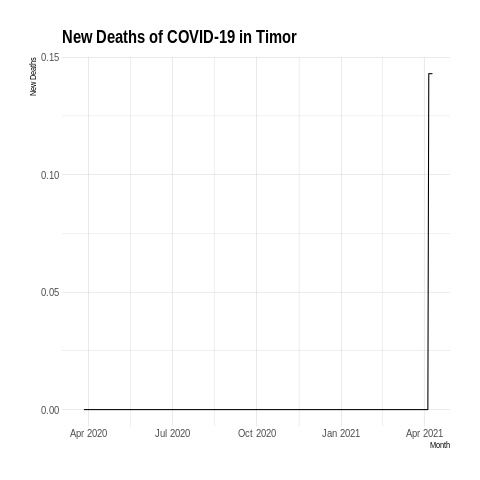 New Deaths of COVID-19 in Timor
New Deaths
0.15
0.10
0.05
0.00
Apr 2020 Jul 2020 Oct 2020 Jan 2021 Apr 2021
Month